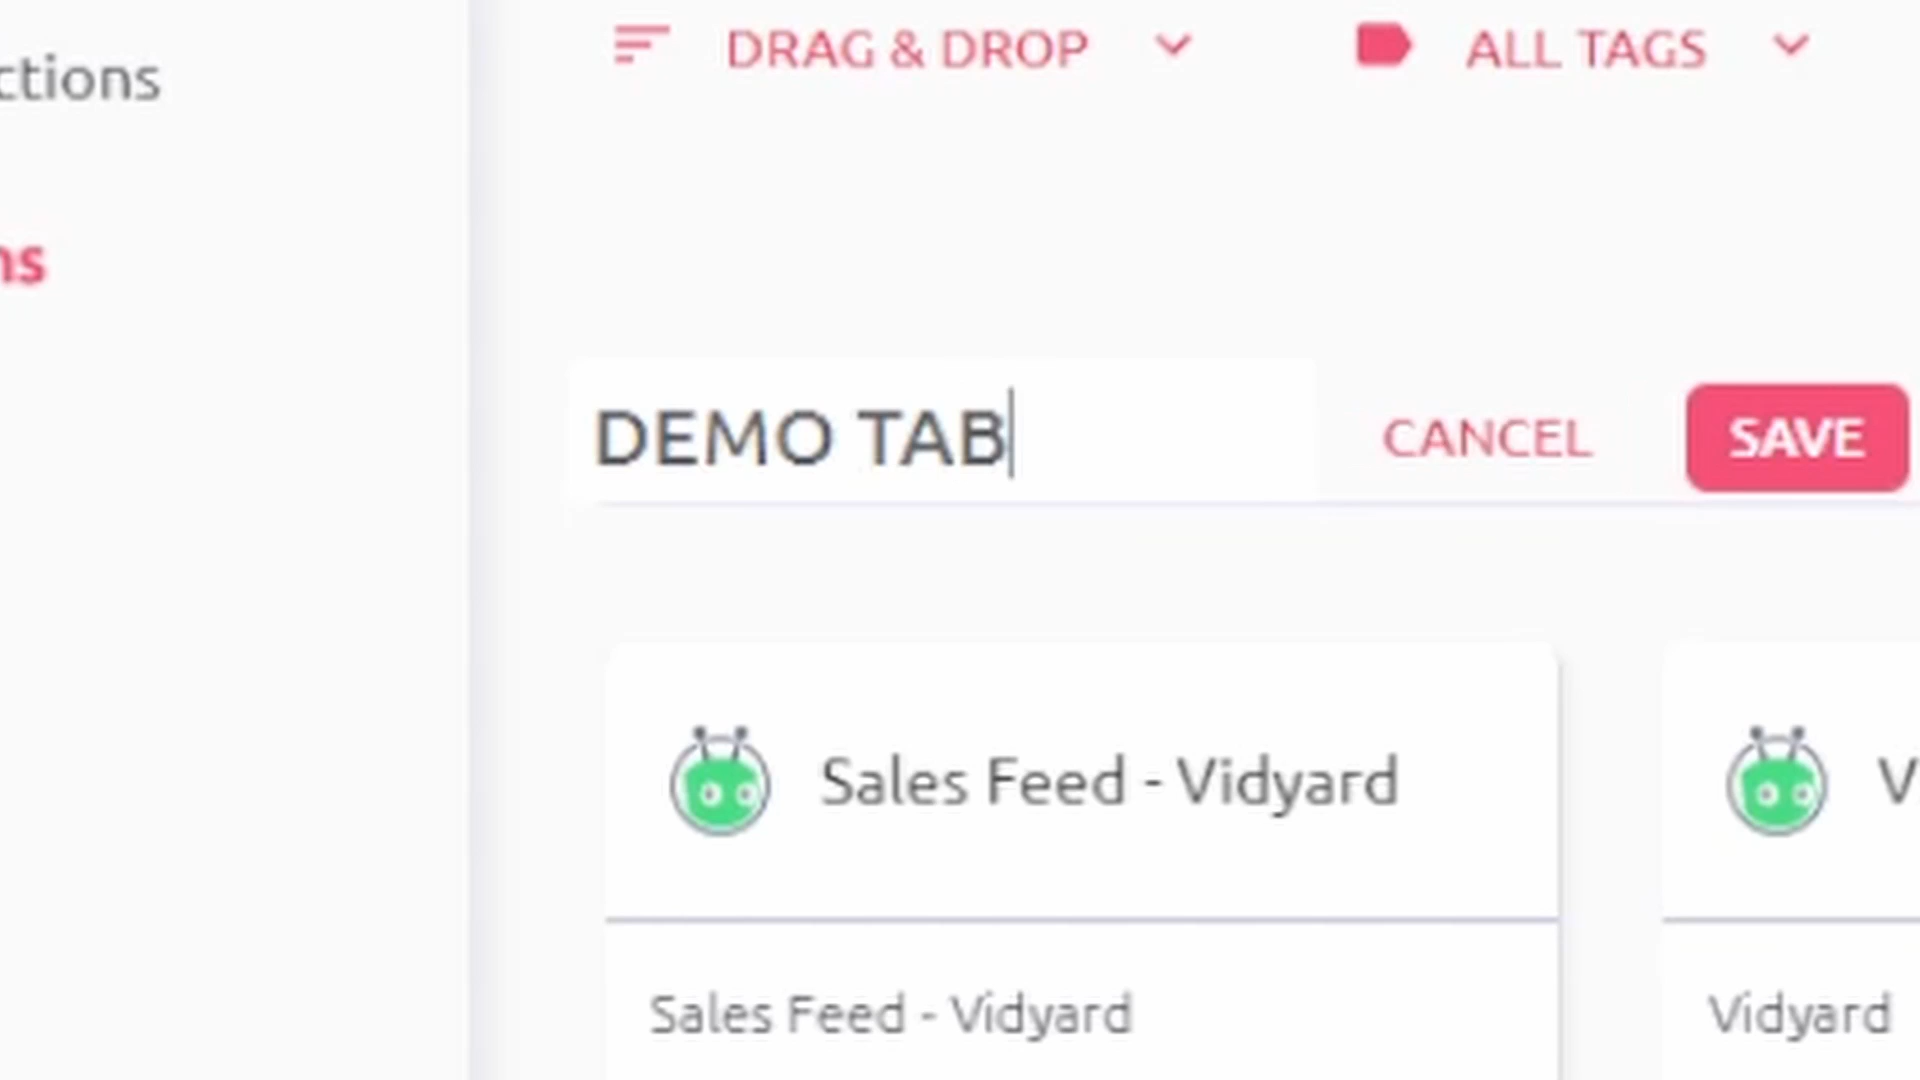 ctions
ns
DRAG & DROP
ALL TAGS
DEMO TAB
CANCEL
SAVE
Sales Feed - Vidyard
V
Sales Feed - Vidyard
Vidyard